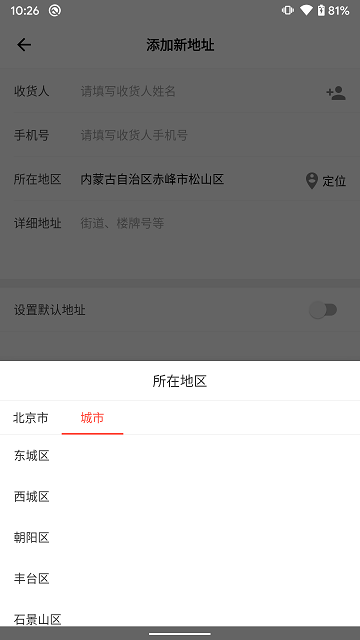 10:26 81%
添加新地址
收货人 请填写收货人姓名
手机号 请填写收货人手机号
所在地区 内蒙古自治区赤峰市松山区 定位
详细地址 街道、楼牌号等
设置默认地址
所在地区
北京市 城市
东城区
西城区
朝阳区
丰台区
石景山区